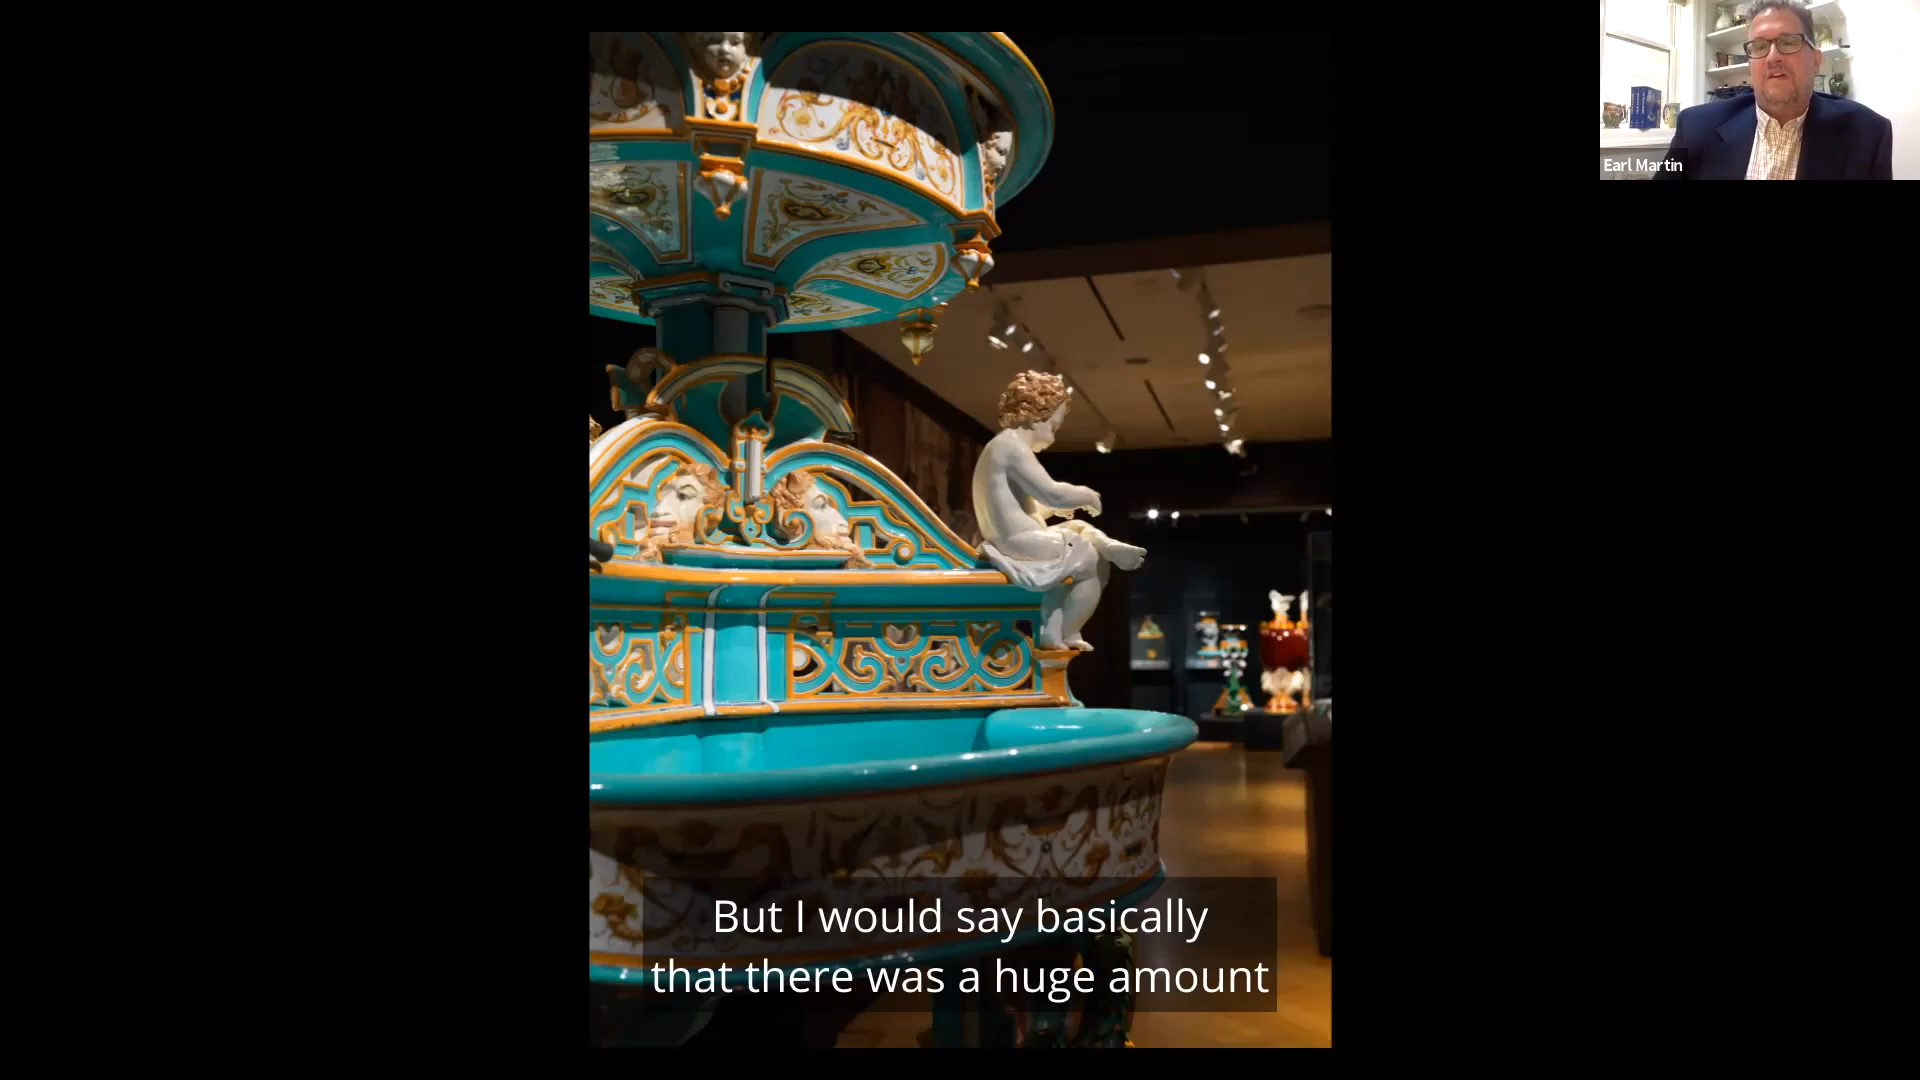 Earl Martin
But I would say basically
that there was a huge amount